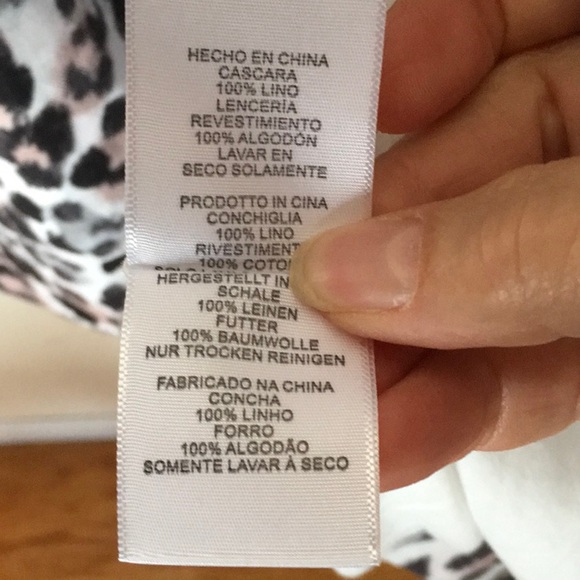 HECHO EN CHINA
CASCARA
100% LINO
LENCERÍA
REVESTIMIENTO
100% ALGODÓN
LAVAR EN
SECO SOLAMENTE
PRODOTTO IN CINA
CONCHIGLIA
100% LINO
RIVESTIMENT
100% COTO
HERGESTELLT IN
SCHALE
100% LEINEN
FUTTER
100% BAUMWOLLE
NUR TROCKEN REINIGEN
FABRICADO NA CHINA
CONCHA
100% LINHO
FORRO
100% ALGODÃO
SOMENTE LAVAR À SECO